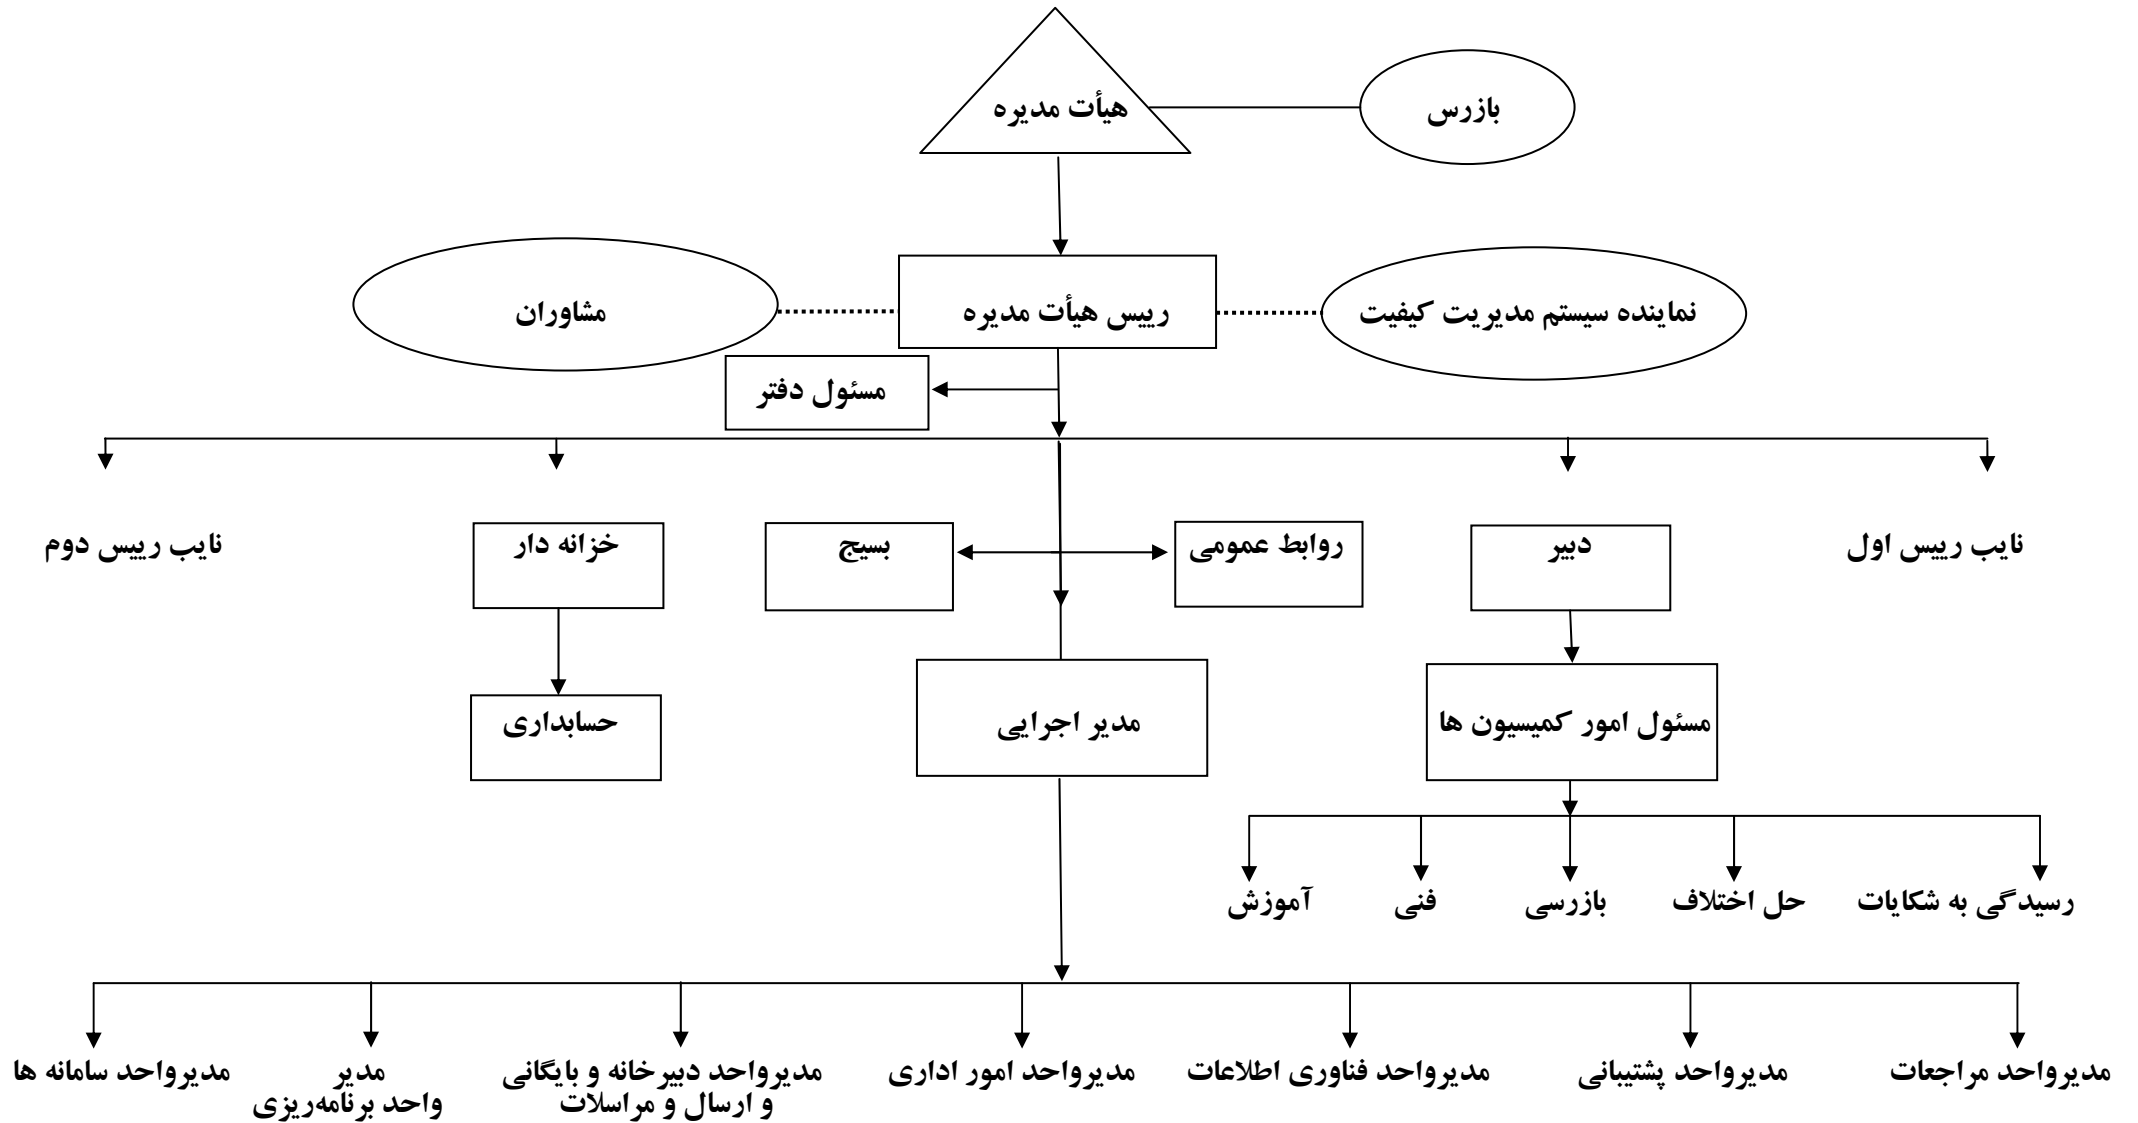 هیأت مدیره
بازرس
نماینده سیستم مدیریت کیفیت
رییس هیأت مدیره
مشاوران
مسئول دفتر
نایب رییس اول
دبیر
روابط عمومی
بسیج
خزانه دار
نایب رییس دوم
مسئول امور کمیسیون ها
مدیر اجرایی
حسابداری
رسیدگی به شکایات
حل اختلاف
بازرسی
فنی
آموزش
مدیرواحد مراجعات
مدیرواحد پشتیبانی
مدیرواحد فناوری اطلاعات
مدیرواحد امور اداری
مدیرواحد دبیرخانه و بایگانی
و ارسال و مراسلات
مدیر
واحد برنامه‌ریزی
مدیرواحد سامانه ها